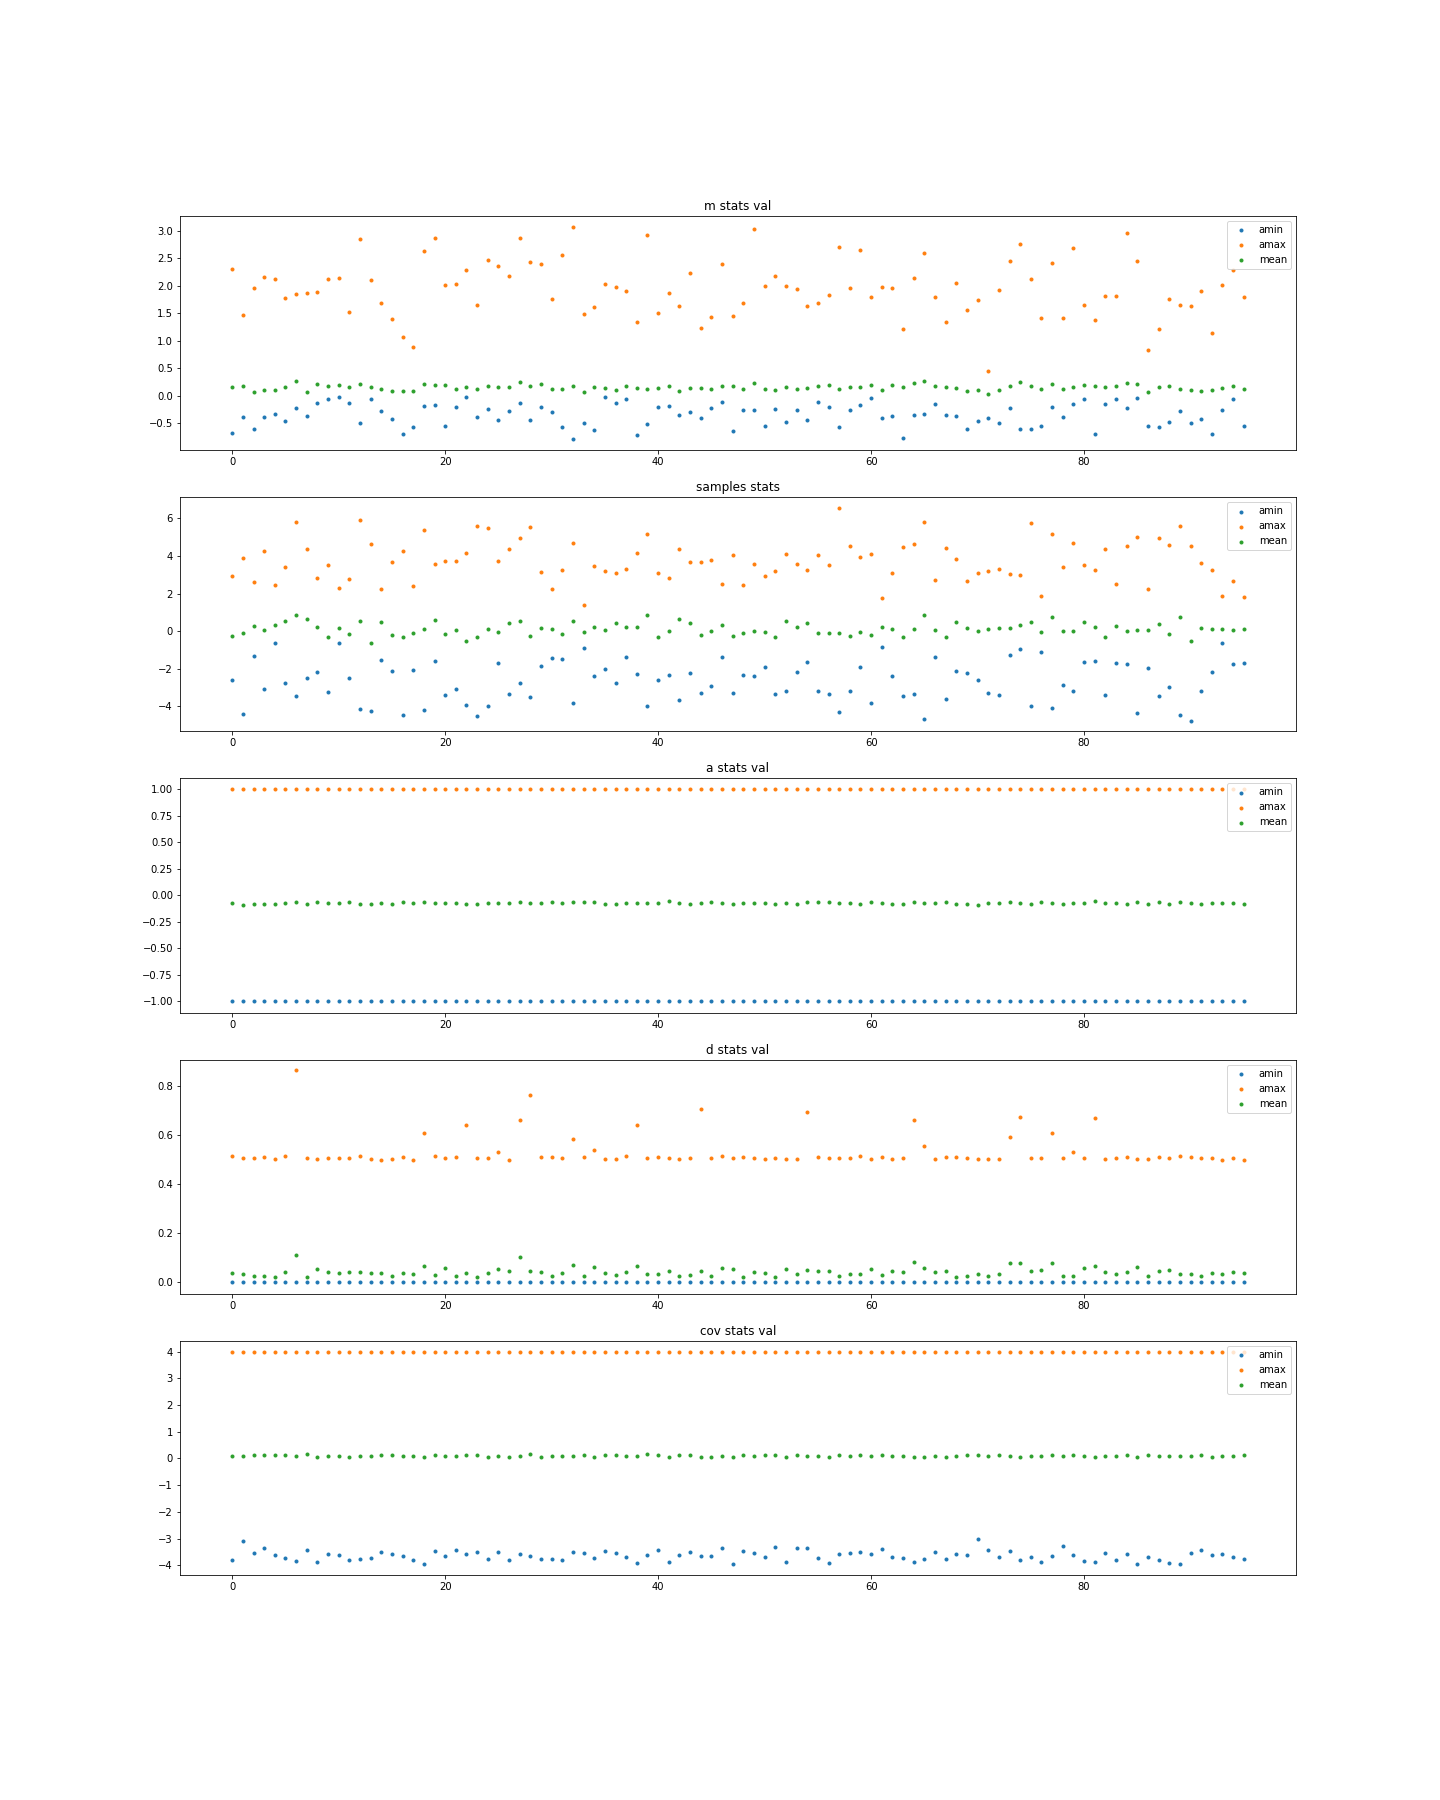 m stats val
3.0
2.5
2.0
1.5
1.0
0.5
0.0
−0.5
amin
amax
mean
0 20 40 60 80
samples stats
6
4
2
0
−2
−4
amin
amax
mean
0 20 40 60 80
a stats val
1.00
0.75
0.50
0.25
0.00
−0.25
−0.50
−0.75
−1.00
amin
amax
mean
0 20 40 60 80
d stats val
0.8
0.6
0.4
0.2
0.0
amin
amax
mean
0 20 40 60 80
cov stats val
4
3
2
1
0
−1
−2
−3
−4
amin
amax
mean
0 20 40 60 80